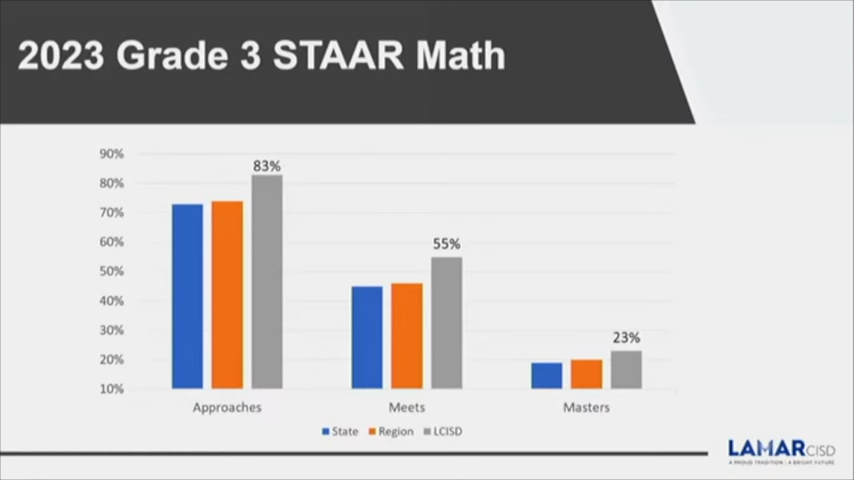 2023 Grade 3 STAAR Math
90%
80%
70%
60%
50%
40%
30%
20%
10%
83%
55%
23%
Approaches Meets Masters
State Region LCISD
LAMARCISD
A PROUD TRADITION | A BRIGHT FUTURE